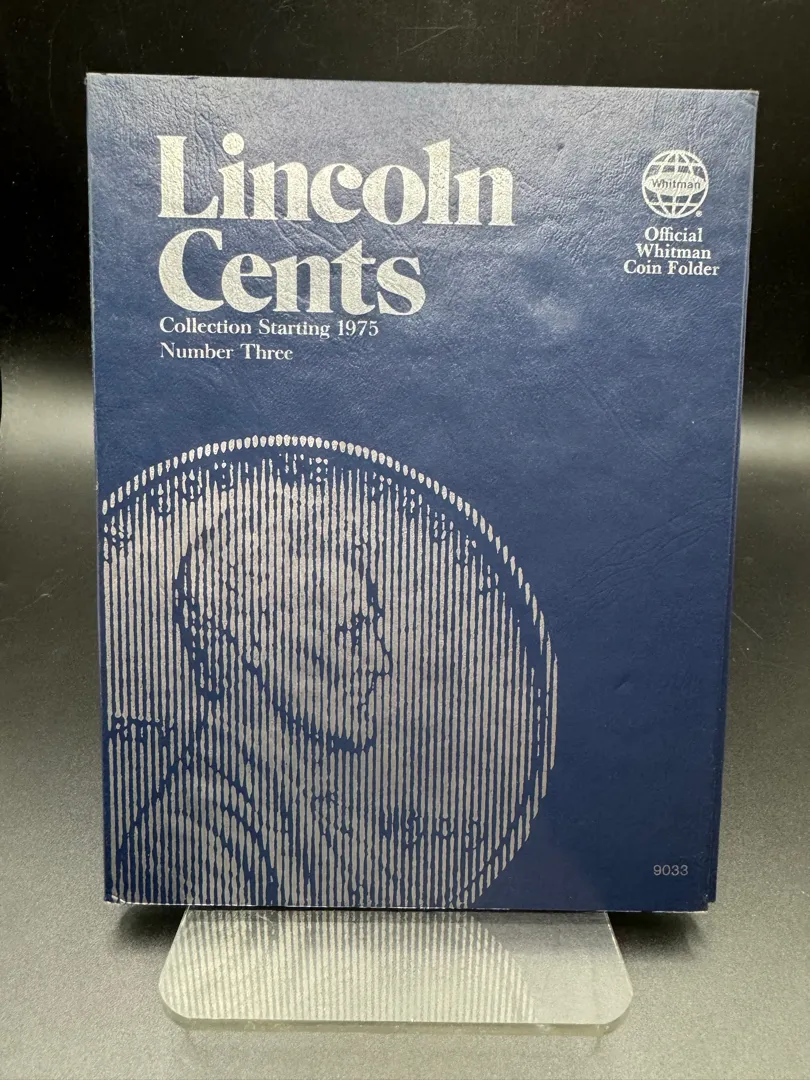 Lincoln
Cents
Collection Starting 1975
Number Three
Whitman
®
Official
Whitman
Coin Folder
9033